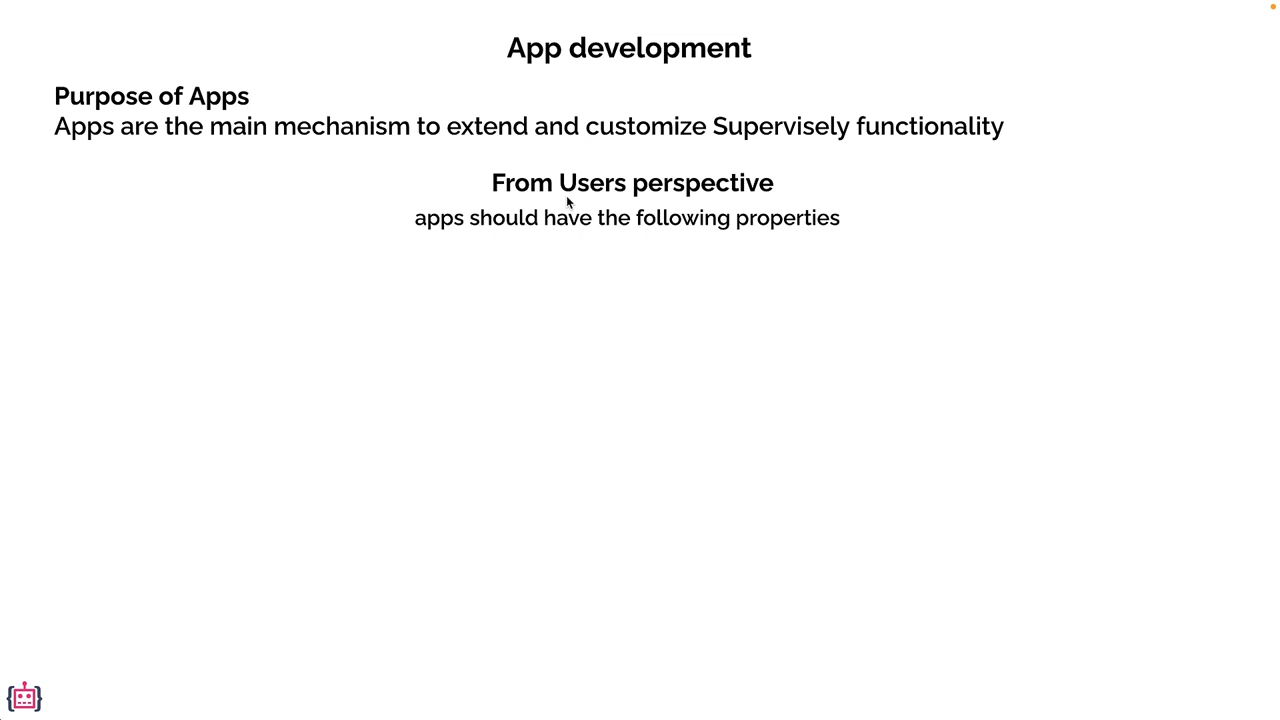 App development
Purpose of Apps
Apps are the main mechanism to extend and customize Supervisely functionality
From Users perspective
apps should have the following properties